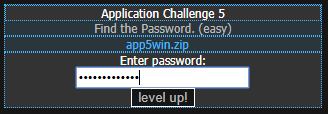 Application Challenge 5
Find the Password. (easy)
app5win.zip
Enter password:
•••••••••••••
level up!